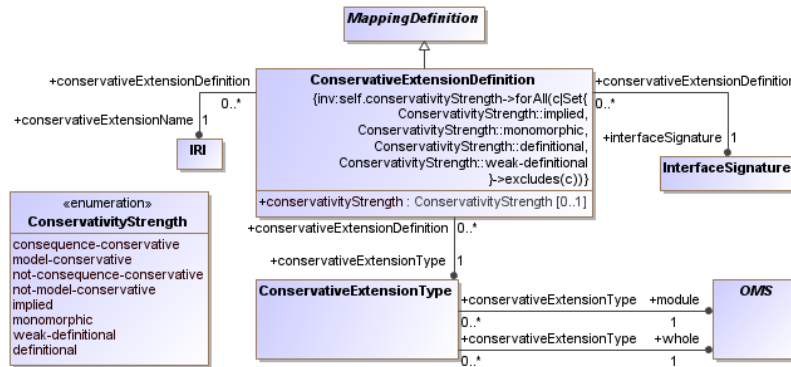 MappingDefinition
+conservativeExtensionDefinition
0..*
+conservativeExtensionName 1
IRI
ConservativeExtensionDefinition
{inv:self.conservativityStrength->forAll(c|Set{
ConservativityStrength::implied,
ConservativityStrength::monomorphic,
ConservativityStrength::definitional,
ConservativityStrength::weak-definitional
}->excludes(c))}
+conservativityStrength : ConservativityStrength [0..1]
+conservativeExtensionDefinition
0..*
+interfaceSignature 1
InterfaceSignature
«enumeration»
ConservativityStrength
consequence-conservative
model-conservative
not-consequence-conservative
not-model-conservative
implied
monomorphic
weak-definitional
definitional
+conservativeExtensionDefinition 0..*
+conservativeExtensionType 1
ConservativeExtensionType
+conservativeExtensionType +module
0..* 1
+conservativeExtensionType +whole
0..* 1
OMS